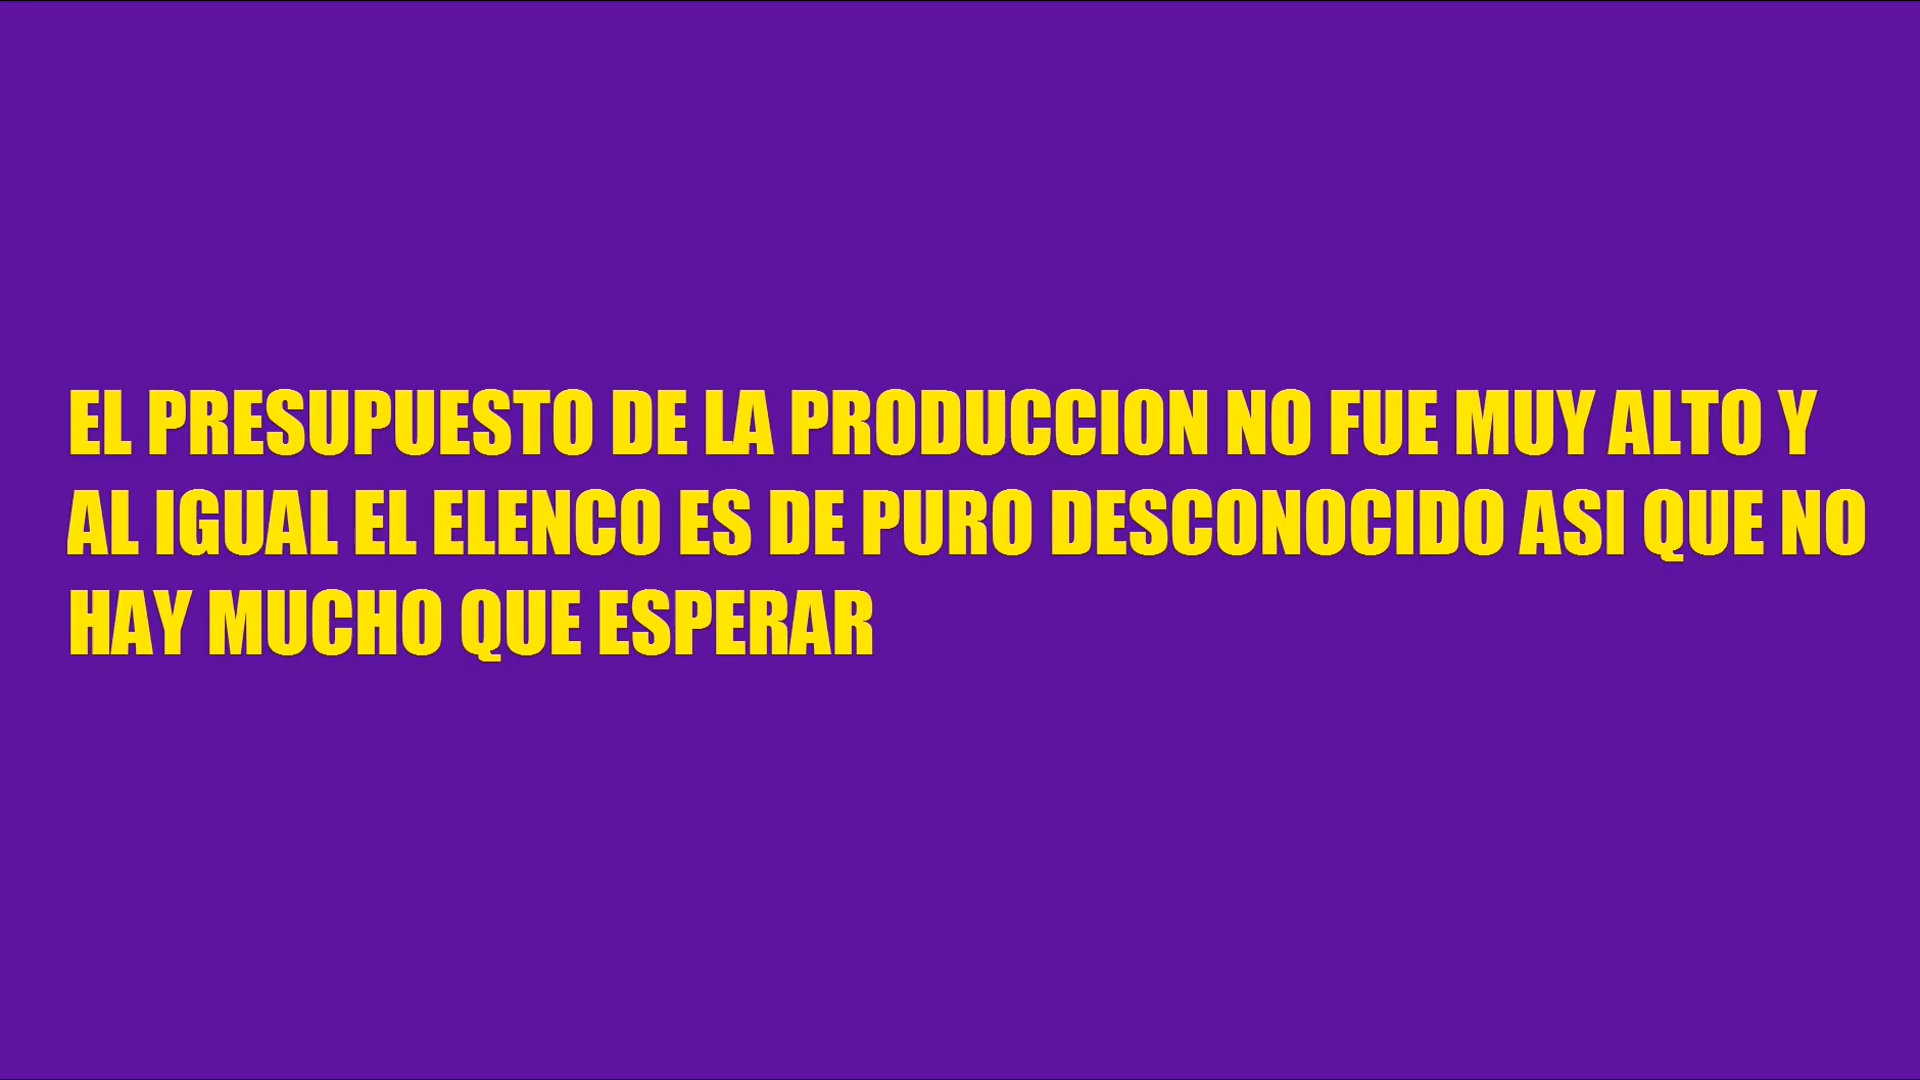 EL PRESUPUESTO DE LA PRODUCCION NO FUE MUY ALTO Y
AL IGUAL EL ELENCO ES DE PURO DESCONOCIDO ASI QUE NO
HAY MUCHO QUE ESPERAR